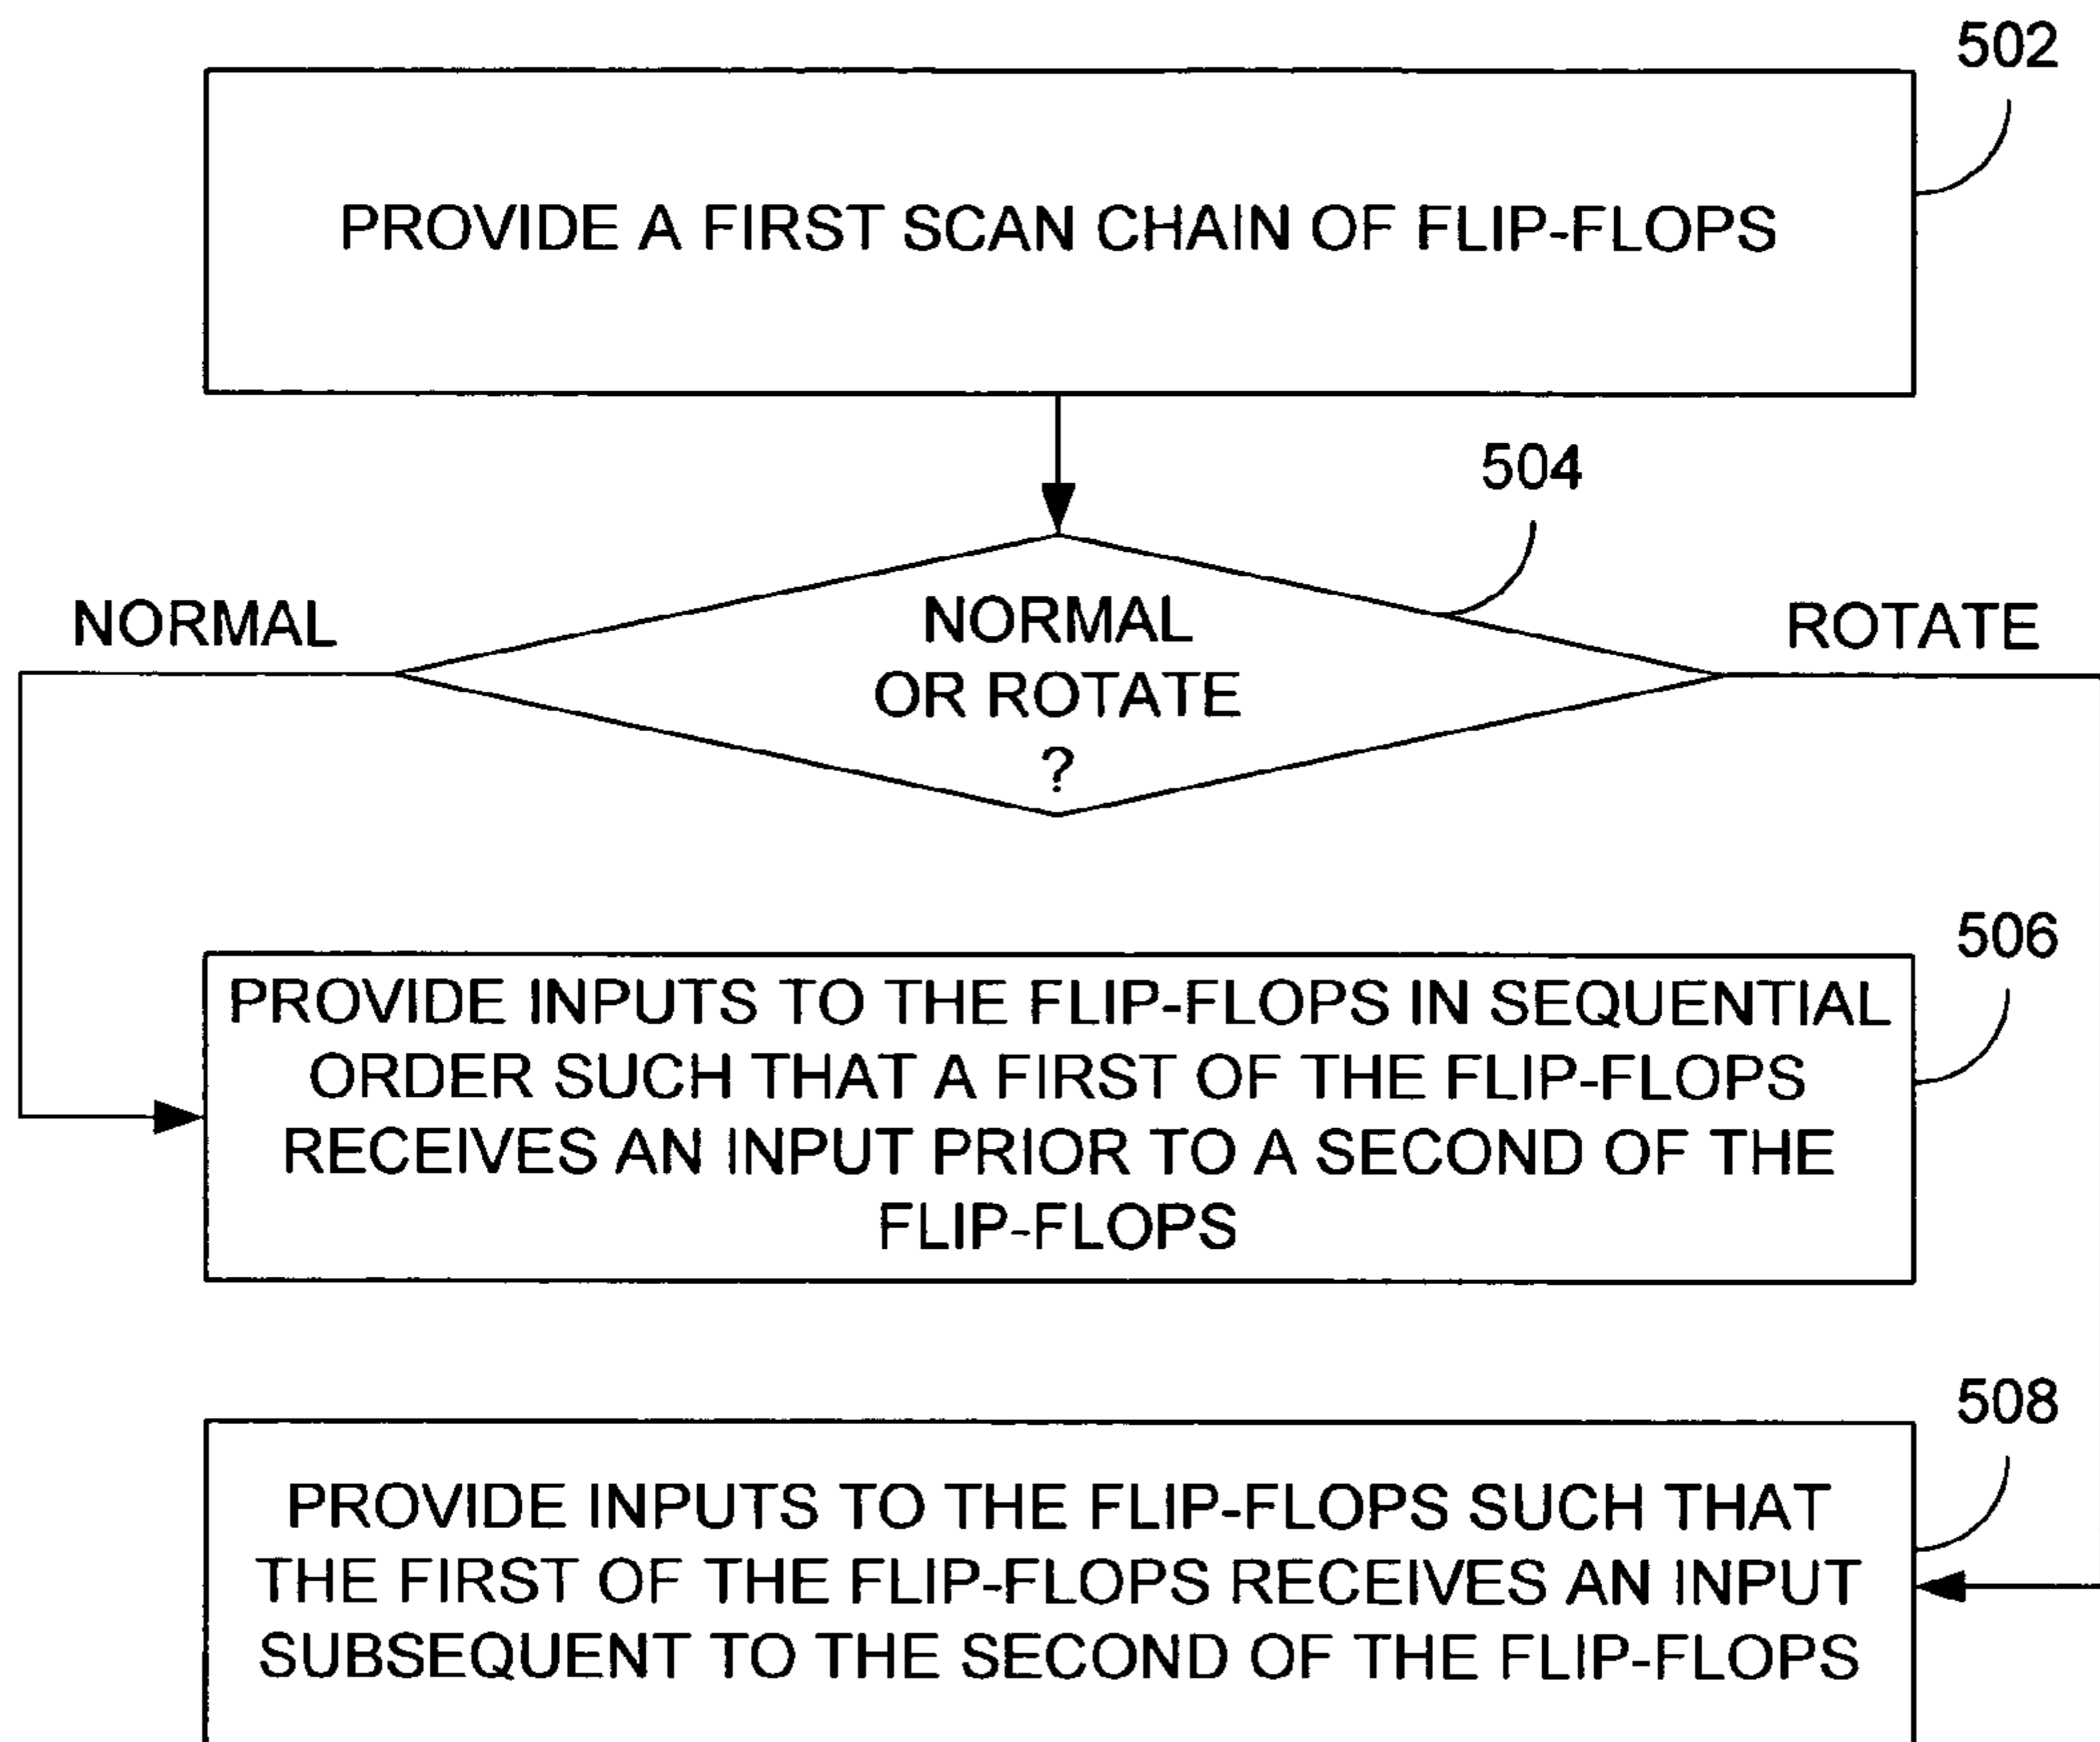 502
PROVIDE A FIRST SCAN CHAIN OF FLIP-FLOPS
504
NORMAL
NORMAL
OR ROTATE
?
ROTATE
506
PROVIDE INPUTS TO THE FLIP-FLOPS IN SEQUENTIAL
ORDER SUCH THAT A FIRST OF THE FLIP-FLOPS
RECEIVES AN INPUT PRIOR TO A SECOND OF THE
FLIP-FLOPS
508
PROVIDE INPUTS TO THE FLIP-FLOPS SUCH THAT
THE FIRST OF THE FLIP-FLOPS RECEIVES AN INPUT
SUBSEQUENT TO THE SECOND OF THE FLIP-FLOPS